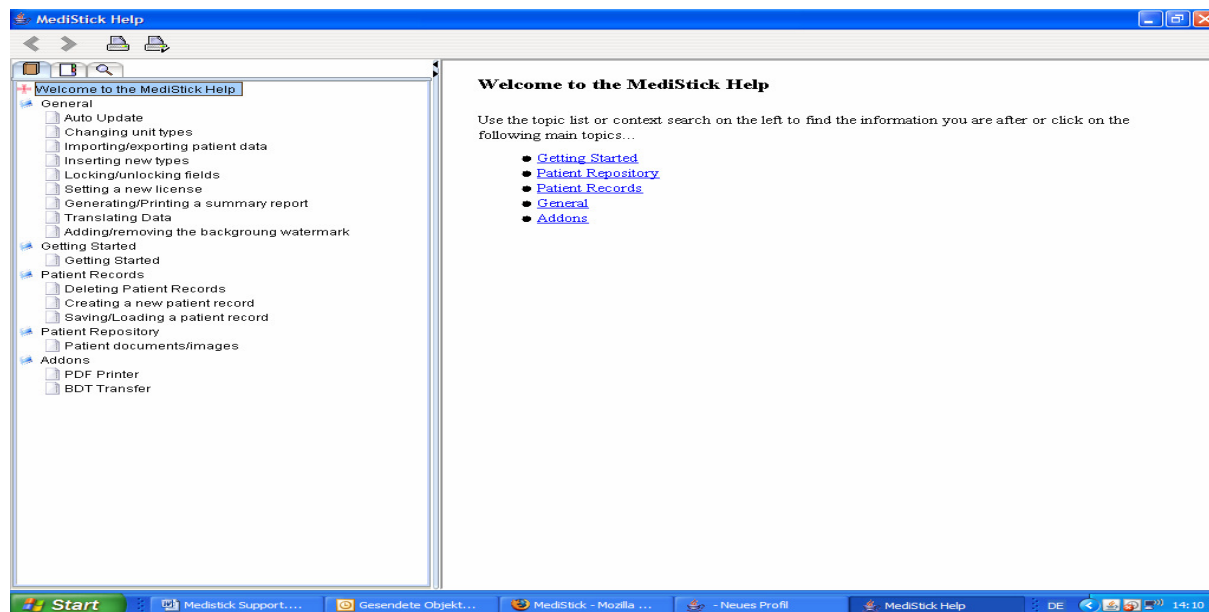 MediStick Help
Welcome to the MediStick Help
General
Auto Update
Changing unit types
Importing/exporting patient data
Inserting new types
Locking/unlocking fields
Setting a new license
Generating/Printing a summary report
Translating Data
Adding/removing the backgroung watermark
Getting Started
Getting Started
Patient Records
Deleting Patient Records
Creating a new patient record
Saving/Loading a patient record
Patient Repository
Patient documents/images
Addons
PDF Printer
BDT Transfer
Welcome to the MediStick Help
Use the topic list or context search on the left to find the information you are after or click on the
following main topics...
Getting Started
Patient Repository
Patient Records
General
Addons
Start
Medistick Support....
Gesendete Objekt...
MediStick - Mozilla ...
- Neues Profil
MediStick Help
DE
14:10